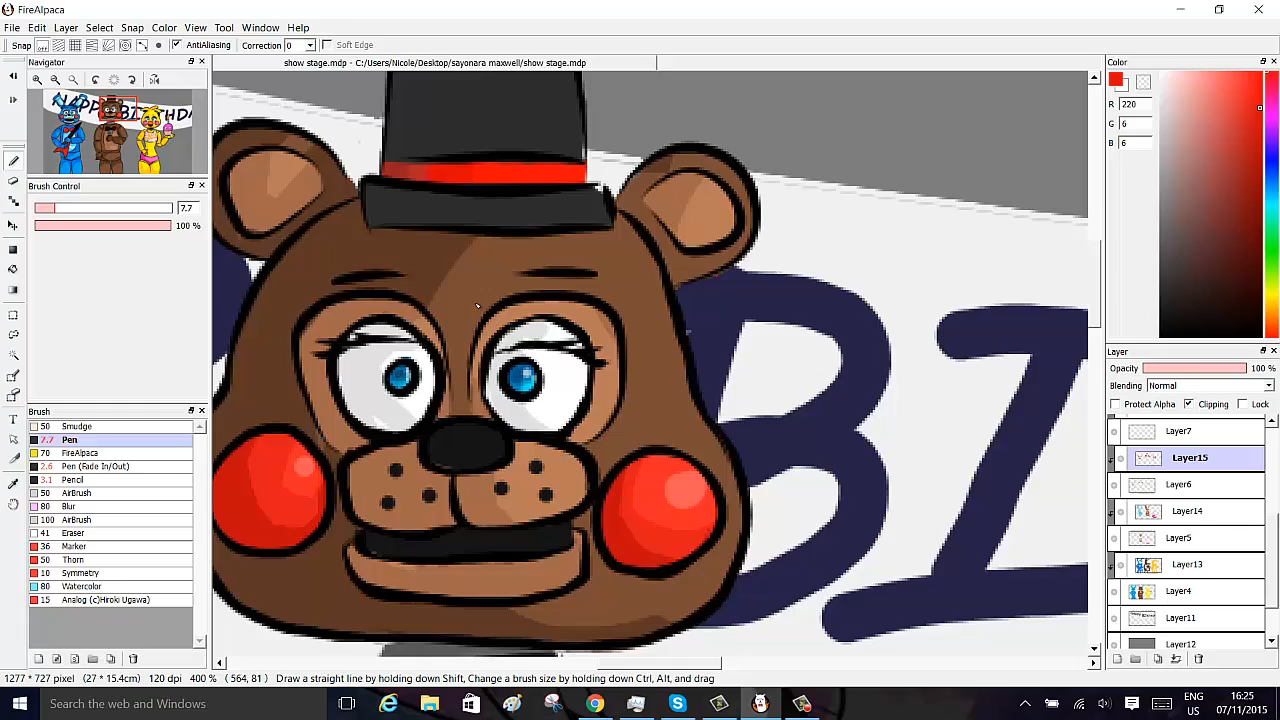 FireAlpaca
File Edit Layer Select Snap Color View Tool Window Help
Snap AntiAliasing Correction 0 Soft Edge
Navigator
show stage.mdp - C:/Users/Nicole/Desktop/sayonara maxwell/show stage.mdp
Color
R 220
G 6
B 6
HAPPY BIRTHDA
Brush Control
7.7
100 %
BI
Brush
50 Smudge
7.7 Pen
70 FireAlpaca
2.6 Pen (Fade In/Out)
3.1 Pencil
50 AirBrush
80 Blur
100 AirBrush
41 Eraser
36 Marker
50 Thorn
10 Symmetry
80 Watercolor
15 Analog (c)Hiroki Ugawa)
Layer
Opacity 100 %
Blending Normal
Protect Alpha Clipping Lock
Layer7
Layer15
Layer6
Layer14
Layer5
Layer13
Layer4
Layer11
Layer12
1277 * 727 pixel (27 * 15.4cm) 120 dpi 400 % (564, 81) Draw a straight line by holding down Shift, Change a brush size by holding down Ctrl, Alt, and drag
Search the web and Windows
ENG
US
16:25
07/11/2015